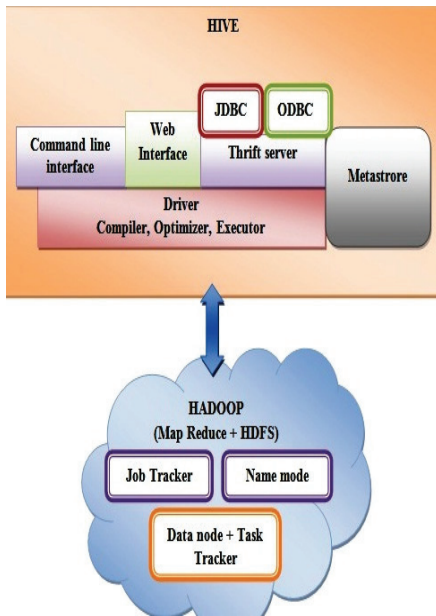 HIVE
JDBC
ODBC
Command line
interface
Web
Interface
Thrift server
Metastrore
Driver
Compiler, Optimizer, Executor
HADOOP
(Map Reduce + HDFS)
Job Tracker
Name mode
Data node + Task
Tracker